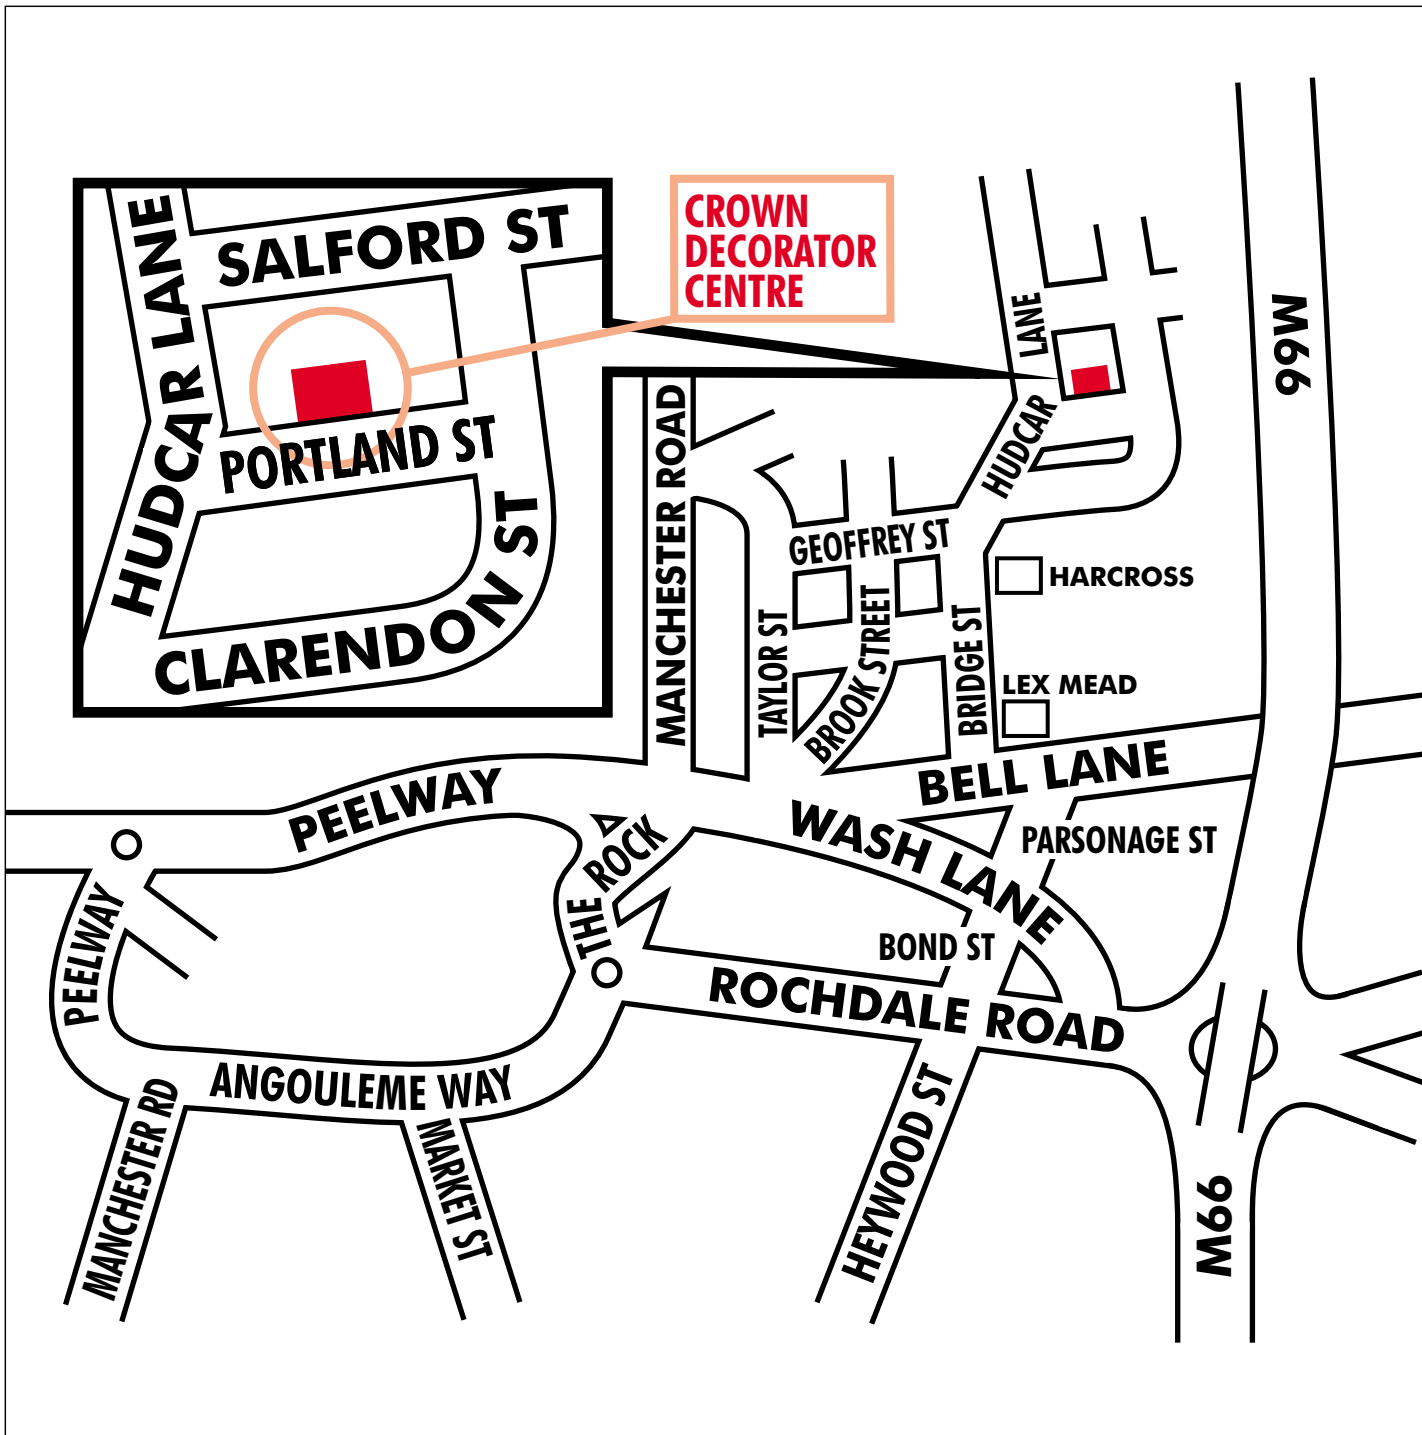 HUDCAR LANE
SALFORD ST
PORTLAND ST
CLARENDON ST
CROWN
DECORATOR
CENTRE
M66
LANE
HUDCAR
MANCHESTER ROAD
GEOFFREY ST
HARCROSS
TAYLOR ST
BROOK STREET
BRIDGE ST
LEX MEAD
BELL LANE
PEELWAY
WASH LANE
PARSONAGE ST
THE ROCK
PEELWAY
BOND ST
ROCHDALE ROAD
ANGOULEME WAY
MANCHESTER RD
MARKET ST
HEYWOOD ST
M66